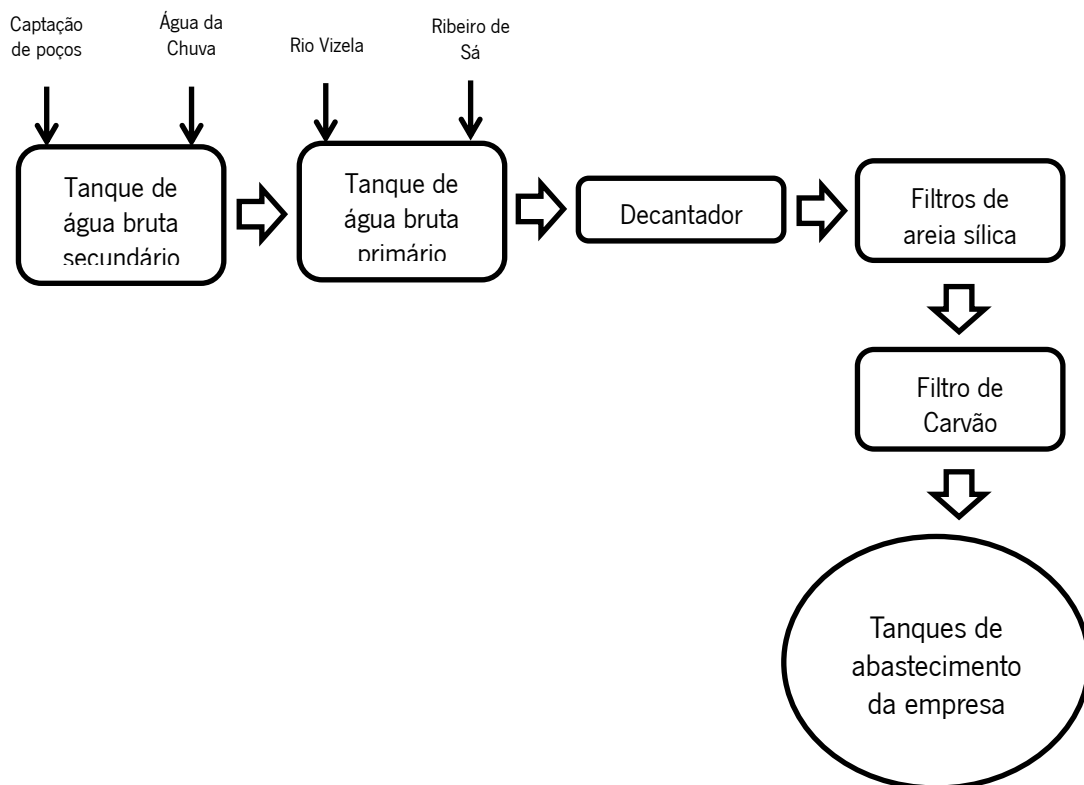 Captação
de poços
Água da
Chuva
Rio Vizela
Ribeiro de
Sá
Tanque de
água bruta
secundário
Tanque de
água bruta
primário
Decantador
Filtros de
areia sílica
Filtro de
Carvão
Tanques de
abastecimento
da empresa